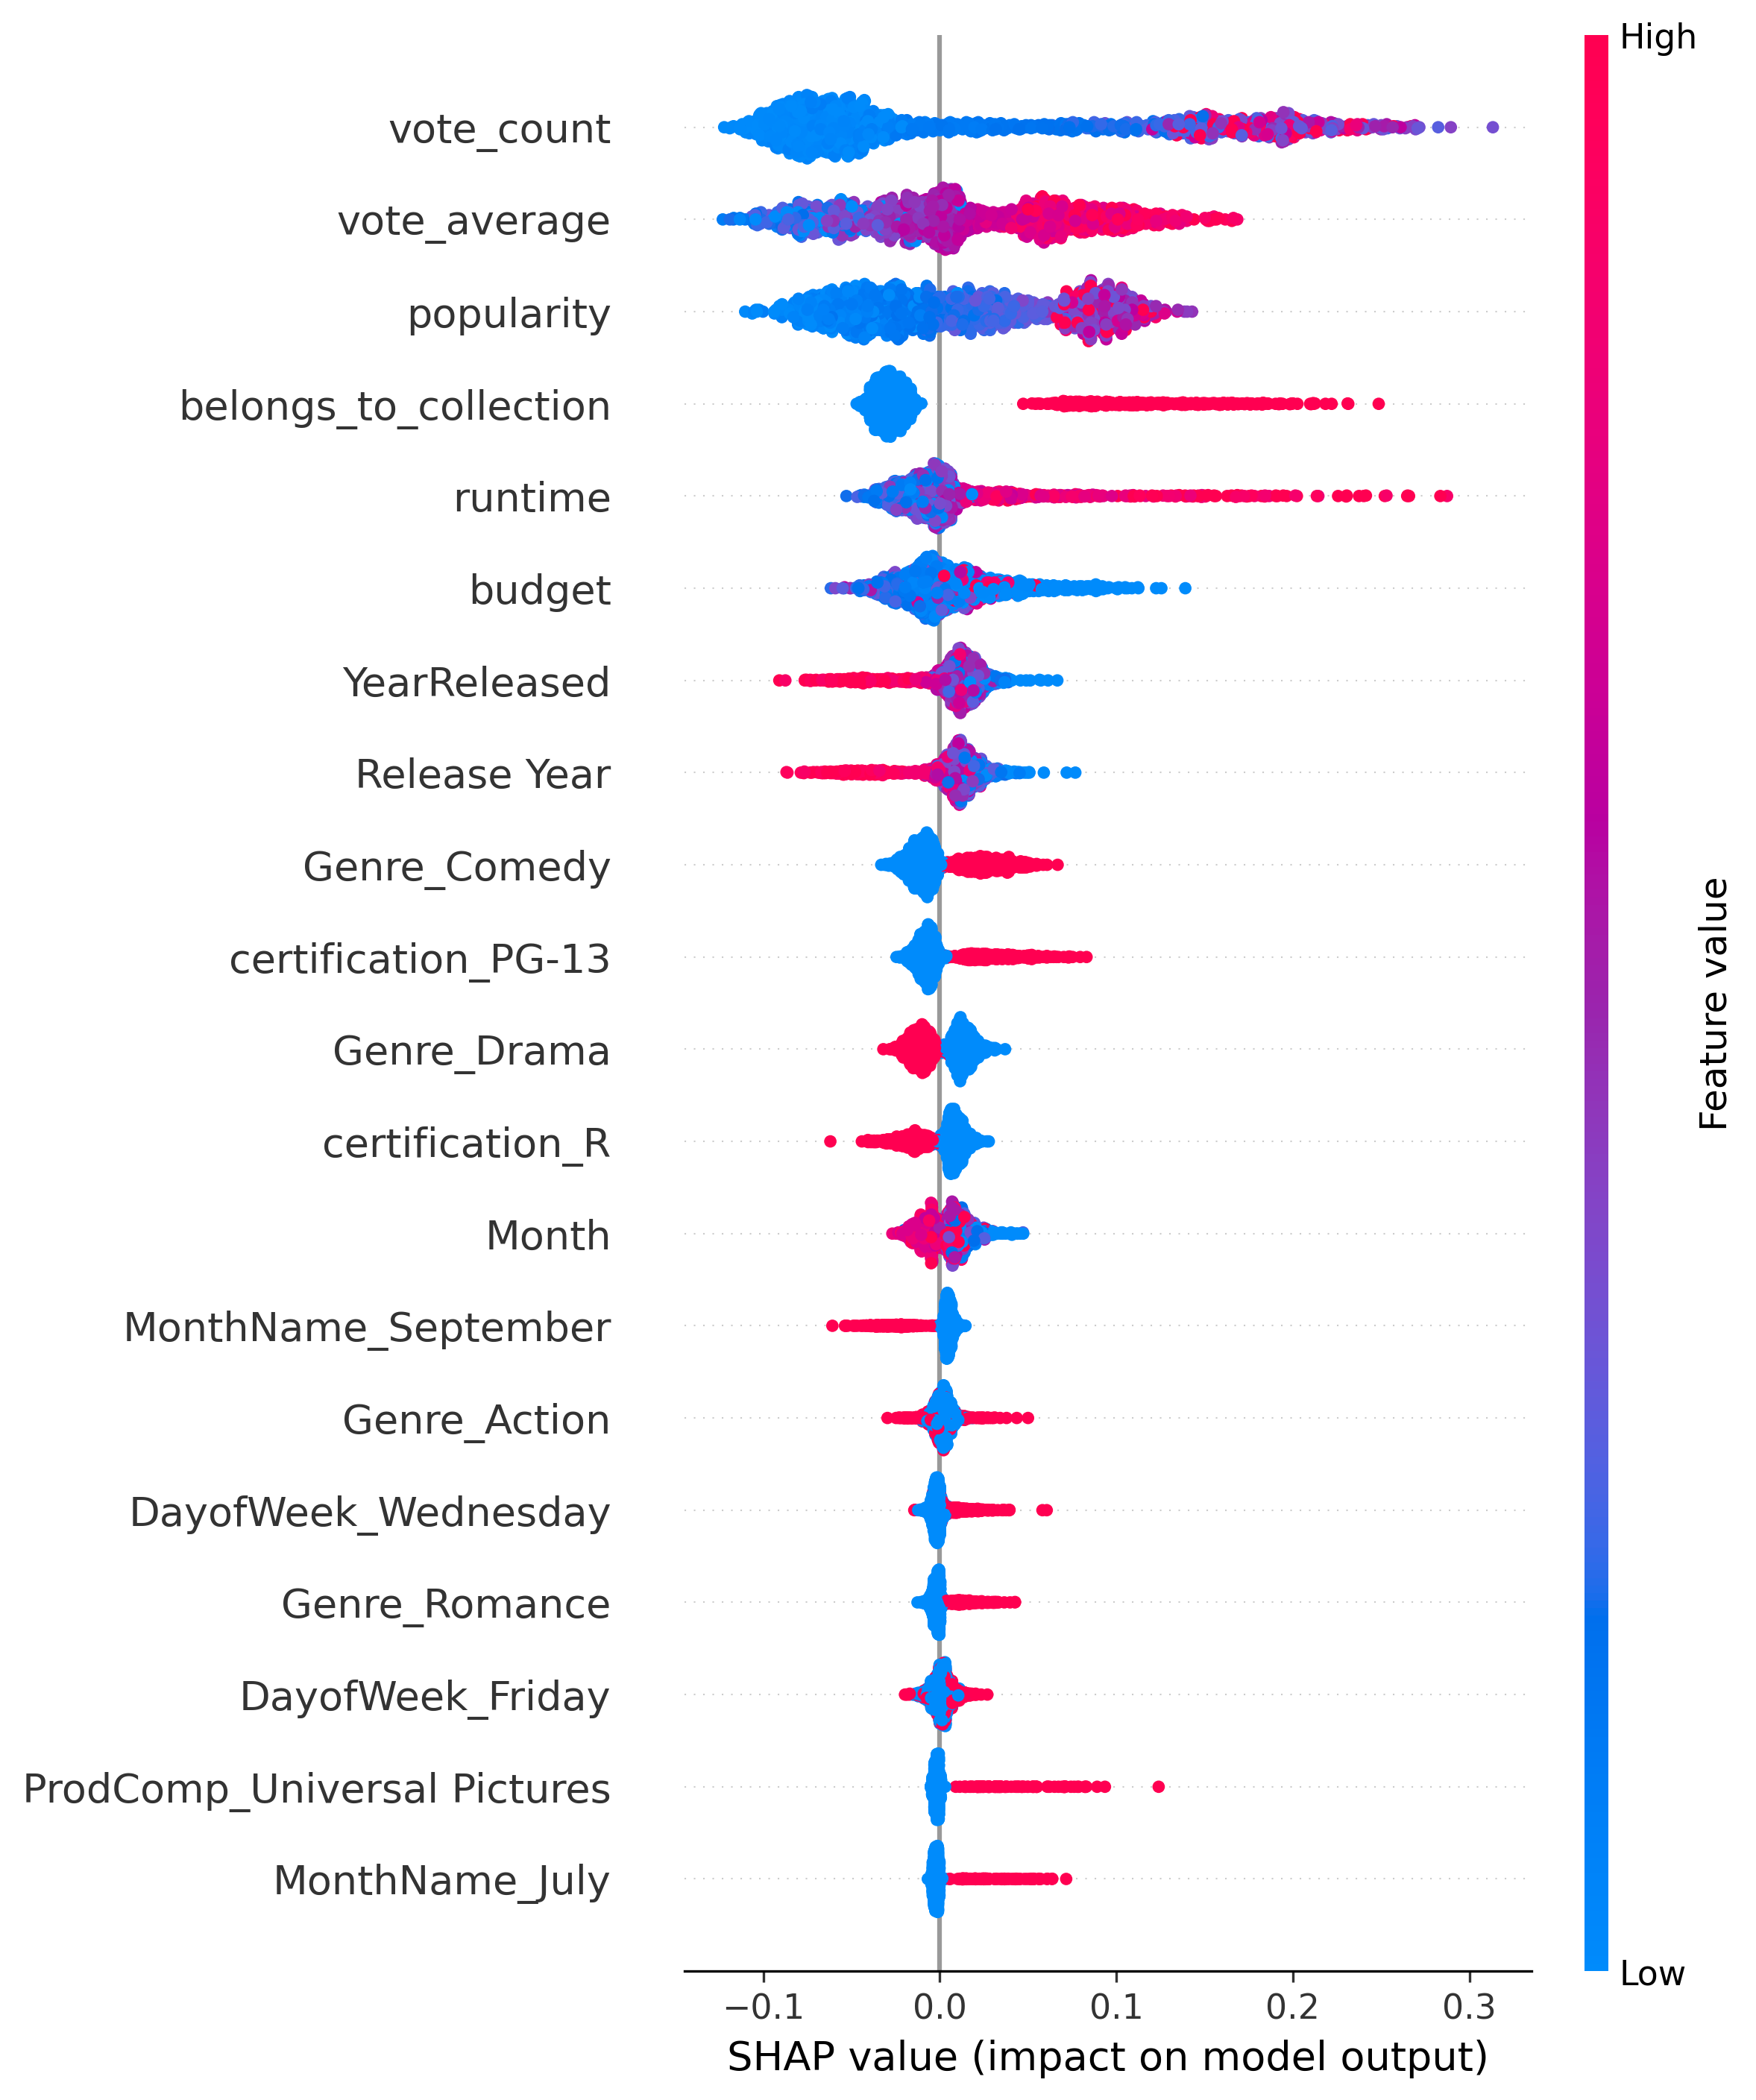 High
vote_count
vote_average
popularity
belongs_to_collection
runtime
budget
YearReleased
Release Year
Genre_Comedy
certification_PG-13
Genre_Drama
certification_R
Month
MonthName_September
Genre_Action
DayofWeek_Wednesday
Genre_Romance
DayofWeek_Friday
ProdComp_Universal Pictures
MonthName_July
Feature value
Low
−0.1 0.0 0.1 0.2 0.3
SHAP value (impact on model output)